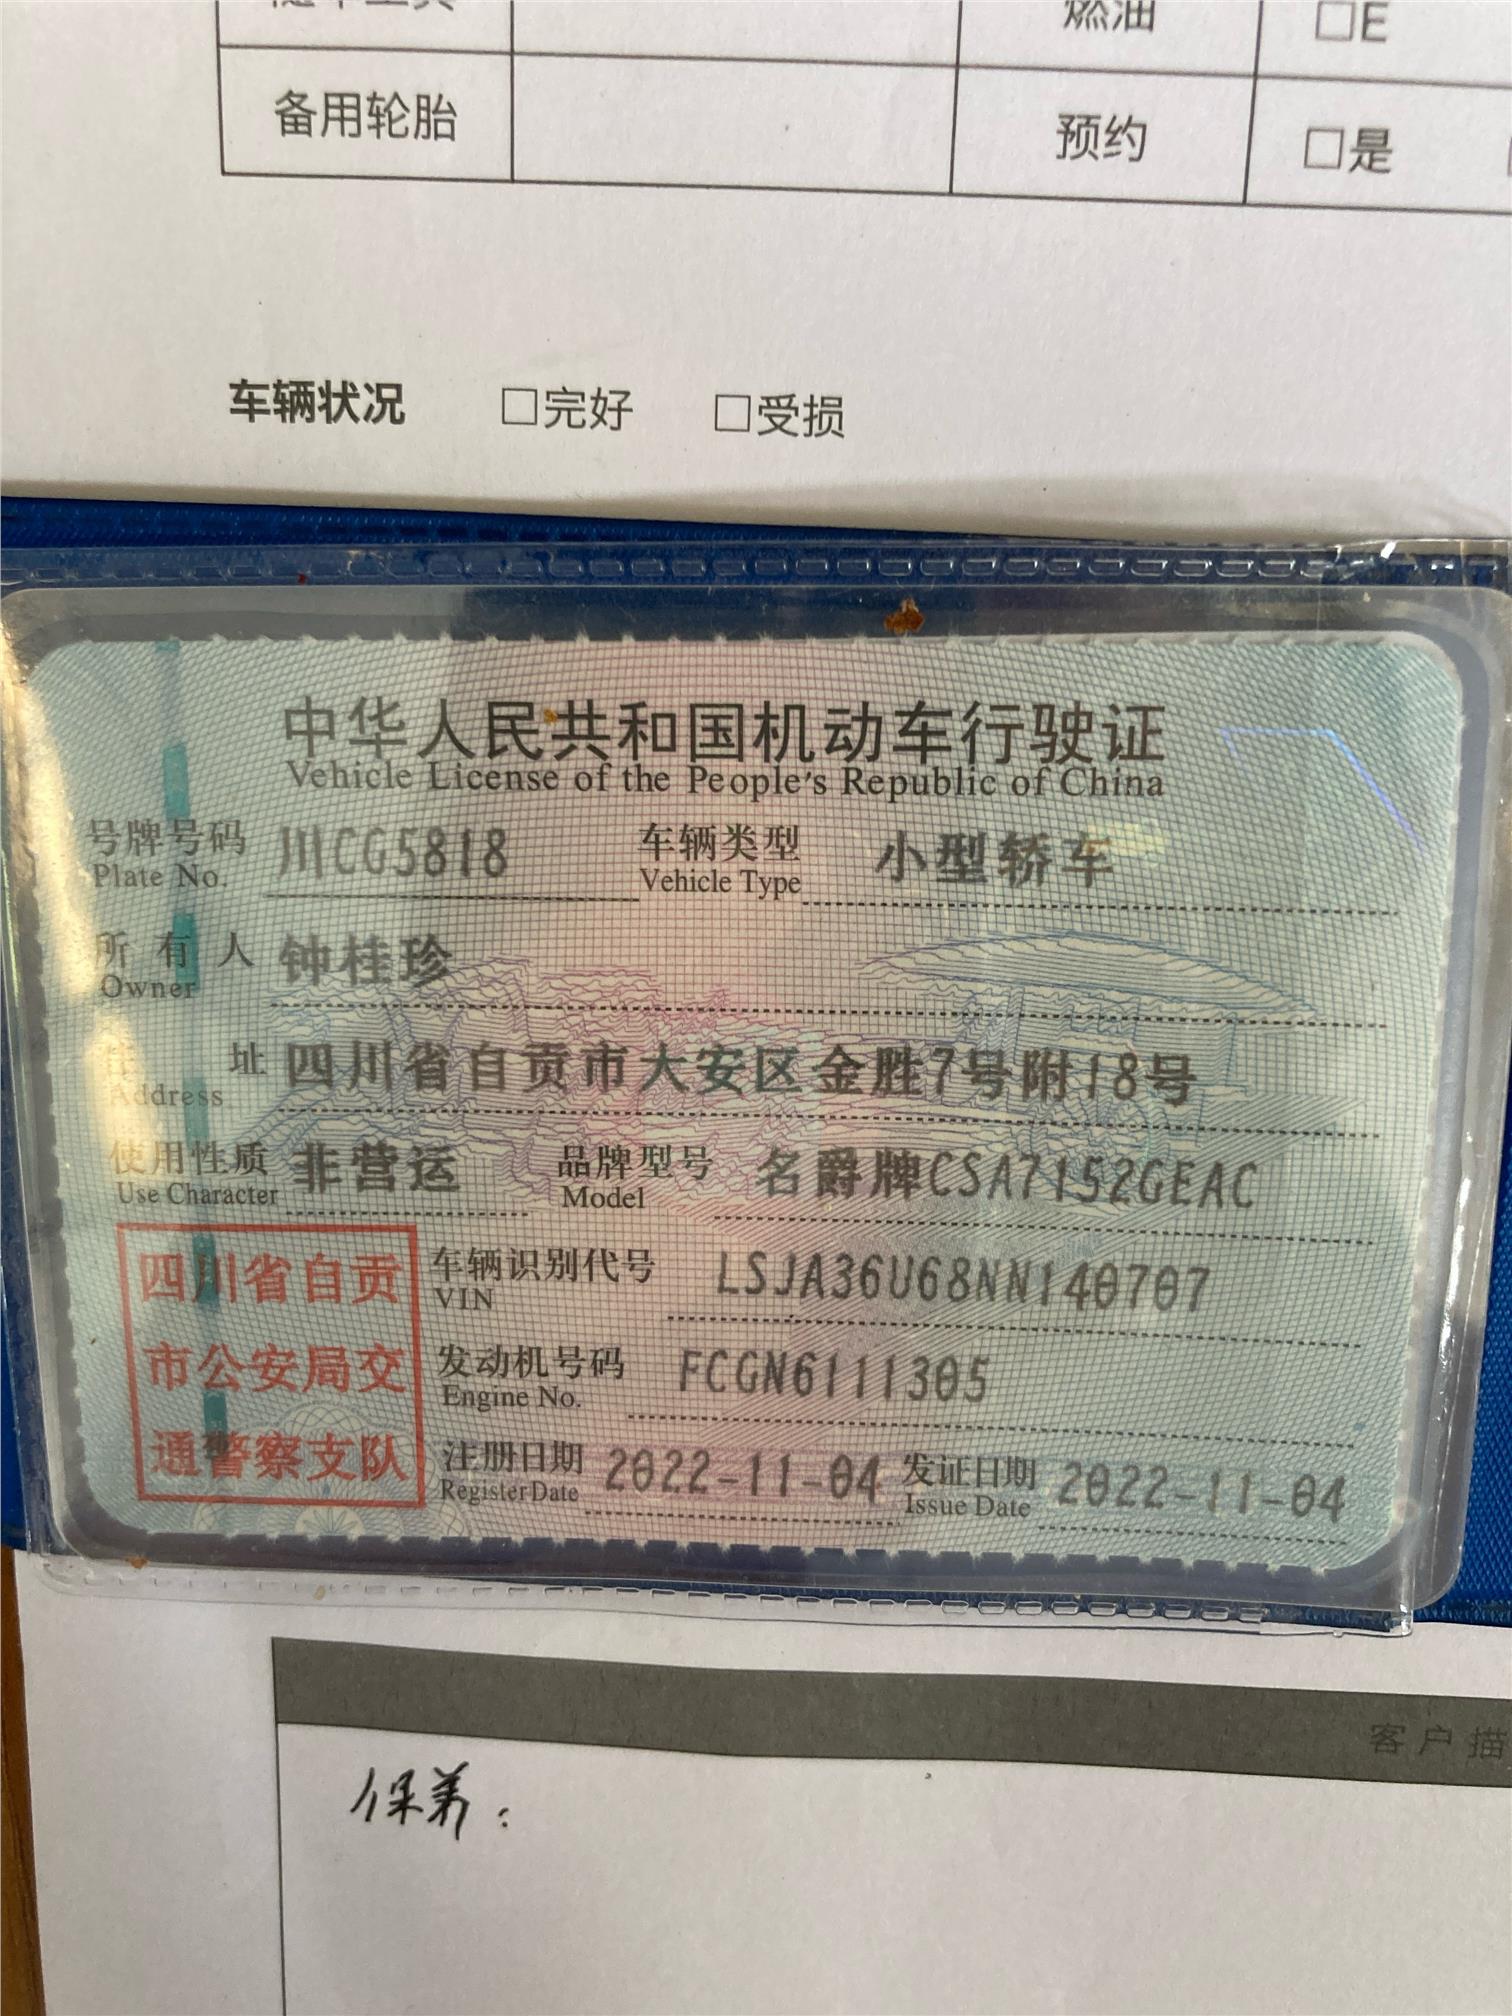 燃油 □E
备用轮胎 预约 □是
车辆状况 □完好 □受损
中华人民共和国机动车行驶证
Vehicle License of the People's Republic of China
号牌号码 川CG5818 车辆类型 小型轿车
Plate No. Vehicle Type
所有人 钟桂珍
Owner
住址 四川省自贡市大安区金胜7号附18号
Address
使用性质 非营运 品牌型号 名爵牌CSA7152GEAC
Use Character Model
四川省自贡
市公安局交
通警察支队
车辆识别代号 LSJA36U68NN140707
VIN
发动机号码 FCGN6111305
Engine No.
注册日期 2022-11-04 发证日期 2022-11-04
Register Date Issue Date
客户描
保养：